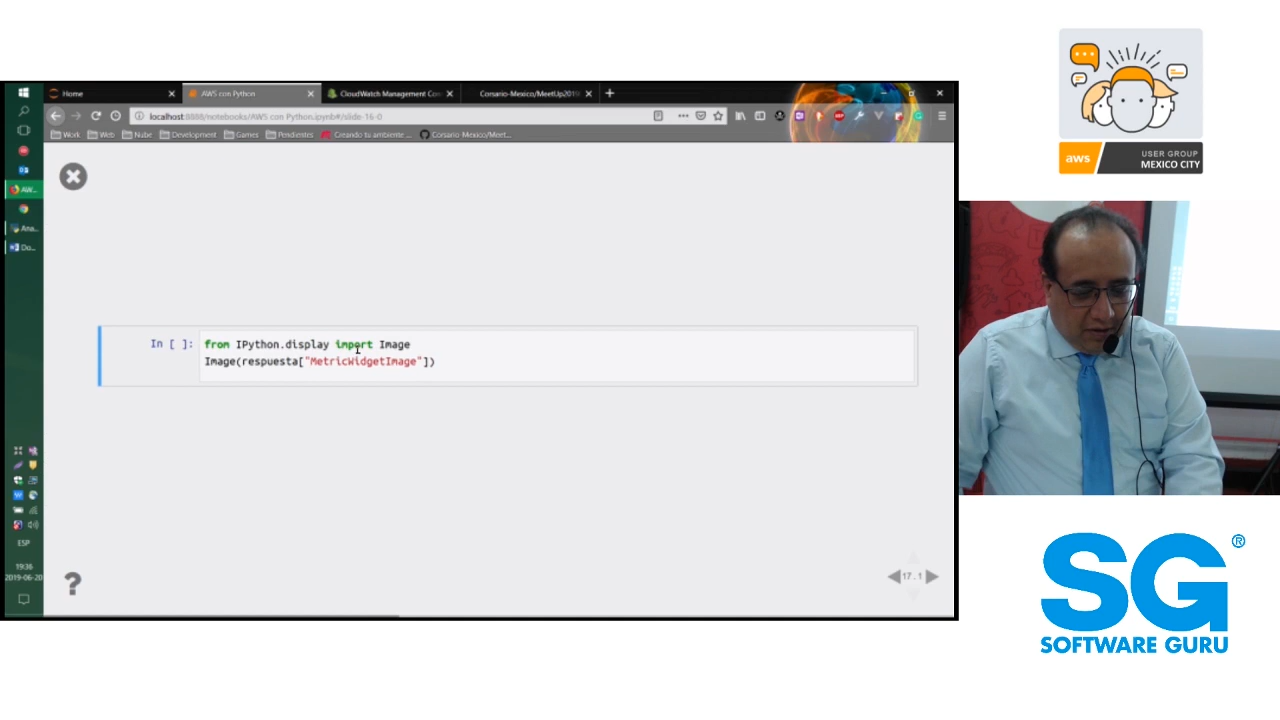 Home
AWS con Python
CloudWatch Management Con
Corsario-Mexico/MeetUp2019
localhost:8888/notebooks/AWS con Python.ipynb#/slide-16-0
Work
Web
Nube
Development
Games
Pendientes
Creando tu ambiente ...
Corsario-Mexico/Meet...
AW...
Ana...
Do...
In [ ]:
from IPython.display import Image
Image(respuesta["MetricWidgetImage"])
ESP
19:36
2019-06-20
?
17.1
aws
USER GROUP
MEXICO CITY
SG®
SOFTWARE GURU